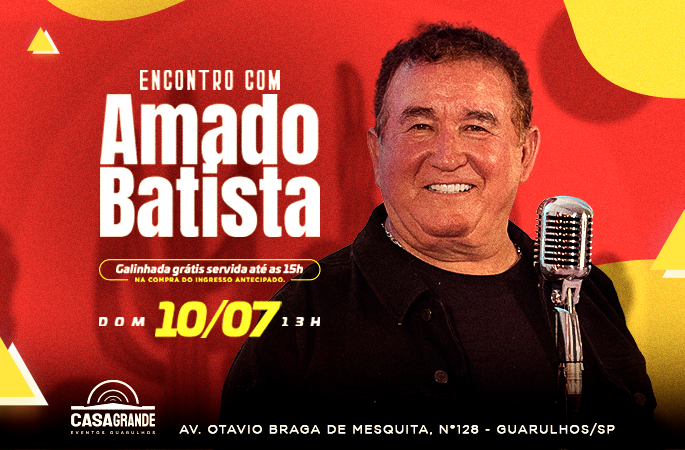 ENCONTRO COM
Amado
Batista
Galinhada grátis servida até as 15h
NA COMPRA DO INGRESSO ANTECIPADO.
DOM 10/07 13H
CASAGRANDE
EVENTOS GUARULHOS
AV. OTAVIO BRAGA DE MESQUITA, N°128 - GUARULHOS/SP